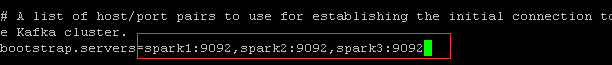 # A list of host/port pairs to use for establishing the initial connection to
e Kafka cluster.
bootstrap.servers=spark1:9092,spark2:9092,spark3:9092